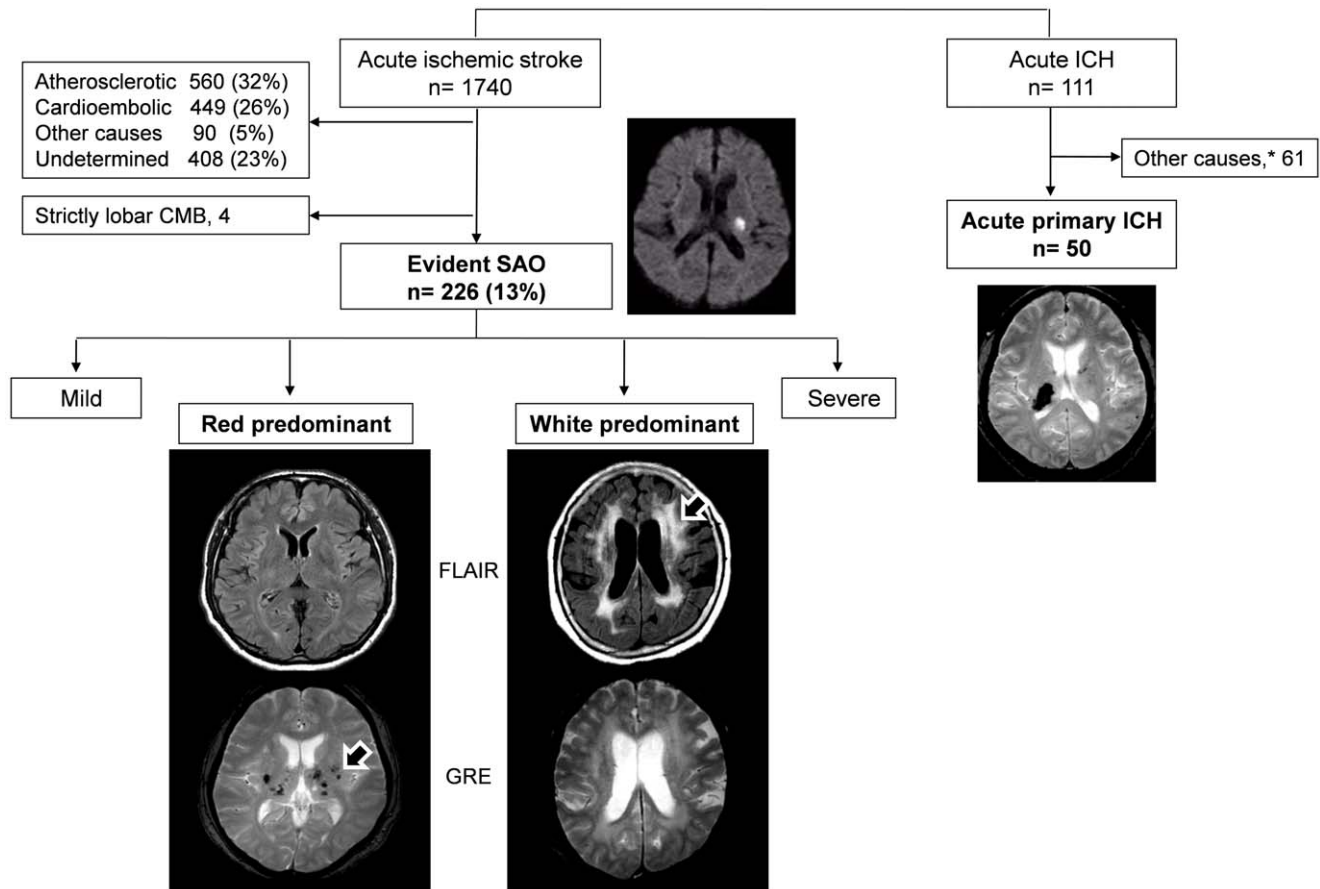 Acute ischemic stroke
n= 1740
Acute ICH
n= 111
Atherosclerotic 560 (32%)
Cardioembolic 449 (26%)
Other causes 90 (5%)
Undetermined 408 (23%)
Other causes,* 61
Strictly lobar CMB, 4
Acute primary ICH
n= 50
Evident SAO
n= 226 (13%)
Mild
Severe
Red predominant
White predominant
FLAIR
GRE